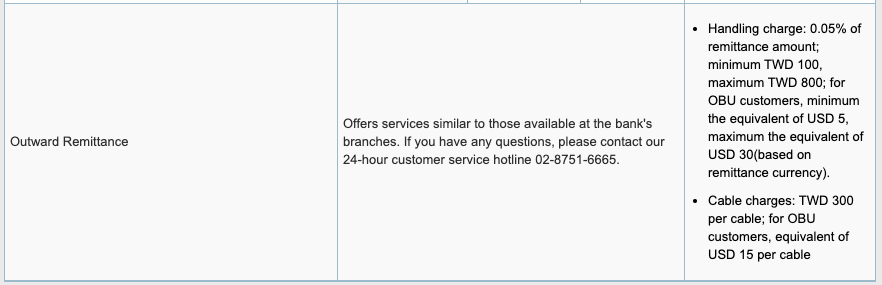 Outward Remittance
Offers services similar to those available at the bank's
branches. If you have any questions, please contact our
24-hour customer service hotline 02-8751-6665.
• Handling charge: 0.05% of
remittance amount;
minimum TWD 100,
maximum TWD 800; for
OBU customers, minimum
the equivalent of USD 5,
maximum the equivalent of
USD 30(based on
remittance currency).
• Cable charges: TWD 300
per cable; for OBU
customers, equivalent of
USD 15 per cable